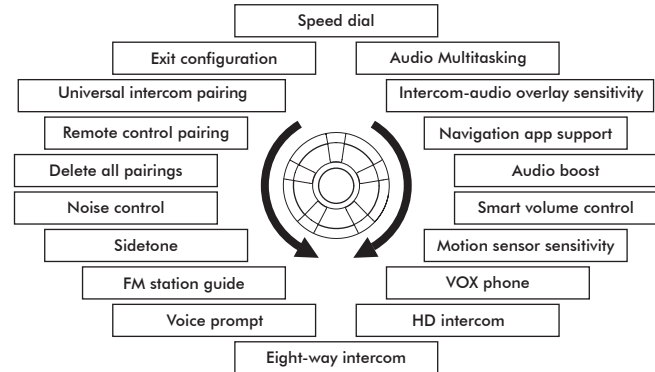 Speed dial
Exit configuration
Audio Multitasking
Universal intercom pairing
Intercom-audio overlay sensitivity
Remote control pairing
Navigation app support
Delete all pairings
Audio boost
Noise control
Smart volume control
Sidetone
Motion sensor sensitivity
FM station guide
VOX phone
Voice prompt
HD intercom
Eight-way intercom